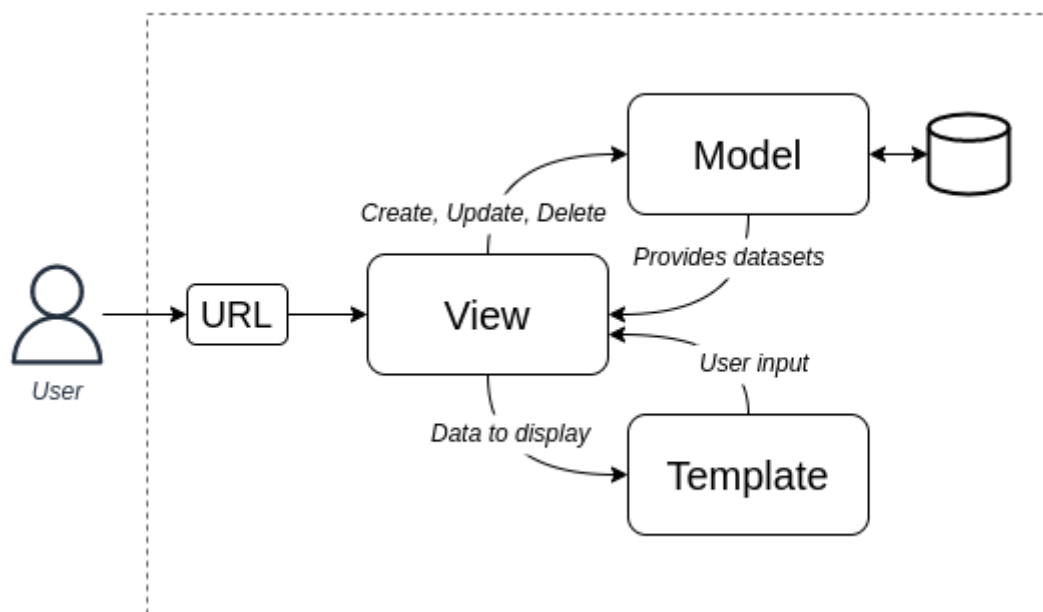 Model
Create, Update, Delete
Provides datasets
URL
View
User input
User
Data to display
Template